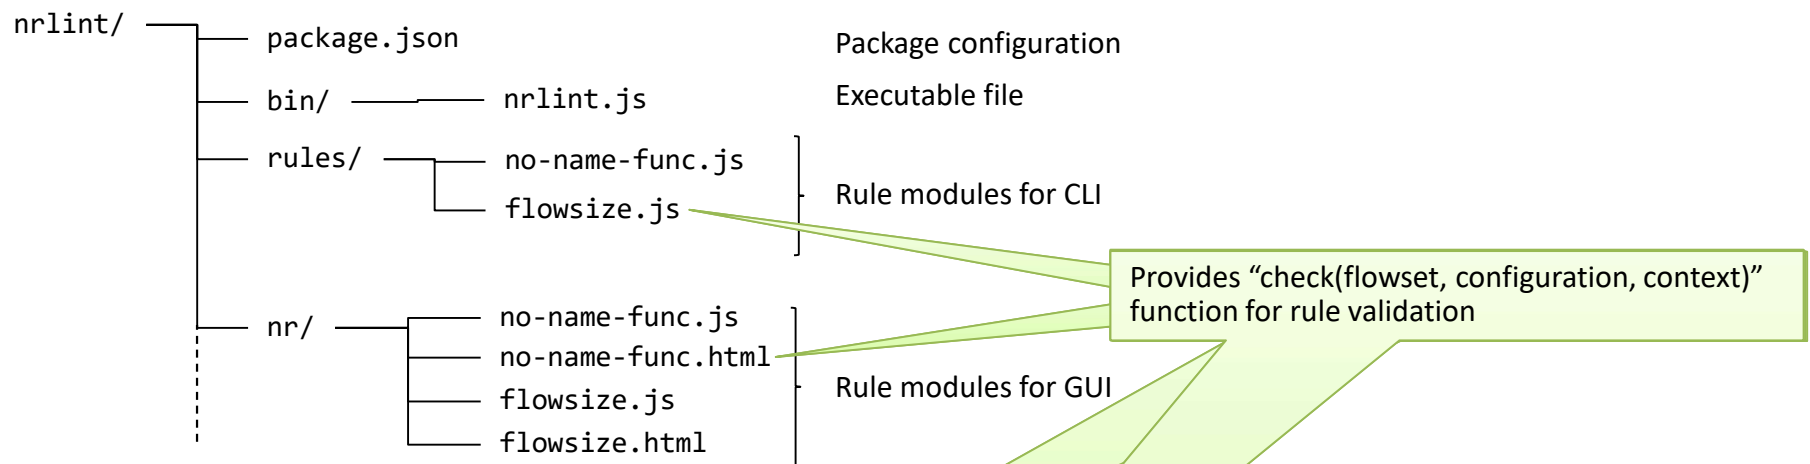 nrlint/
package.json
Package configuration
bin/
nrlint.js
Executable file
rules/
no-name-func.js
flowsize.js
Rule modules for CLI
Provides “check(flowset, configuration, context)”
function for rule validation
nr/
no-name-func.js
no-name-func.html
flowsize.js
flowsize.html
Rule modules for GUI